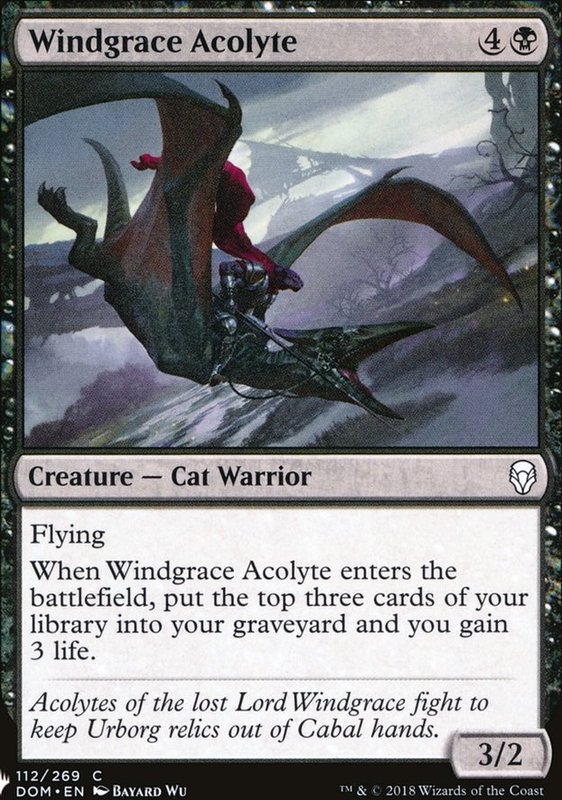 Windgrace Acolyte 4
Creature — Cat Warrior
Flying
When Windgrace Acolyte enters the
battlefield, put the top three cards of your
library into your graveyard and you gain
3 life.
Acolytes of the lost Lord Windgrace fight to
keep Urborg relics out of Cabal hands.
3/2
112/269 C
DOM • EN Bayard Wu
™ & © 2018 Wizards of the Coast